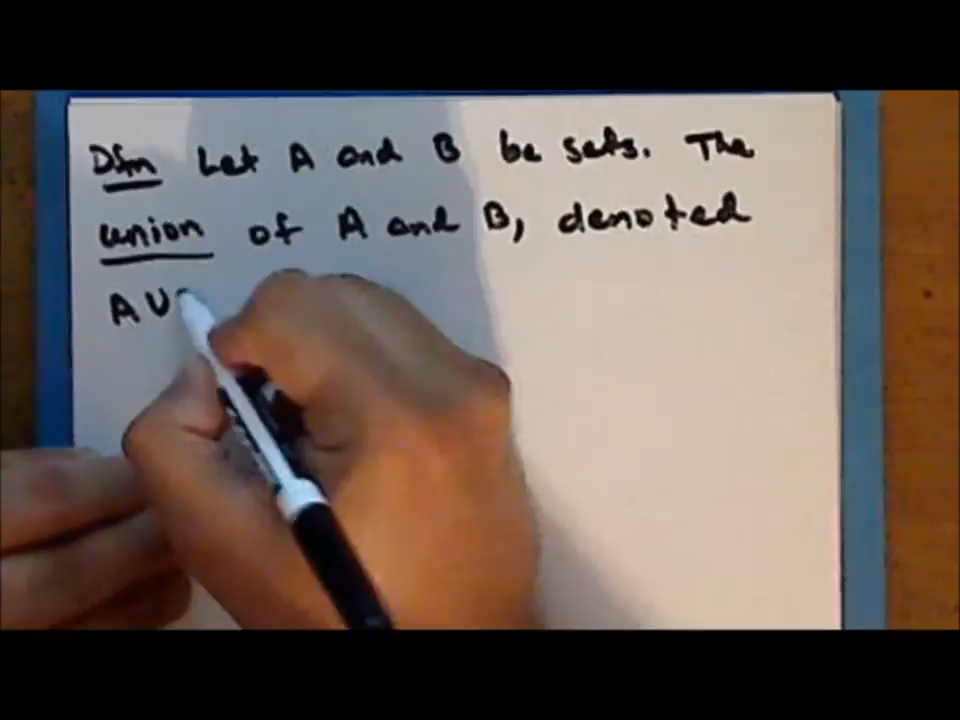 Dfn Let A and B be sets. The
union of A and B, denoted
A ∪